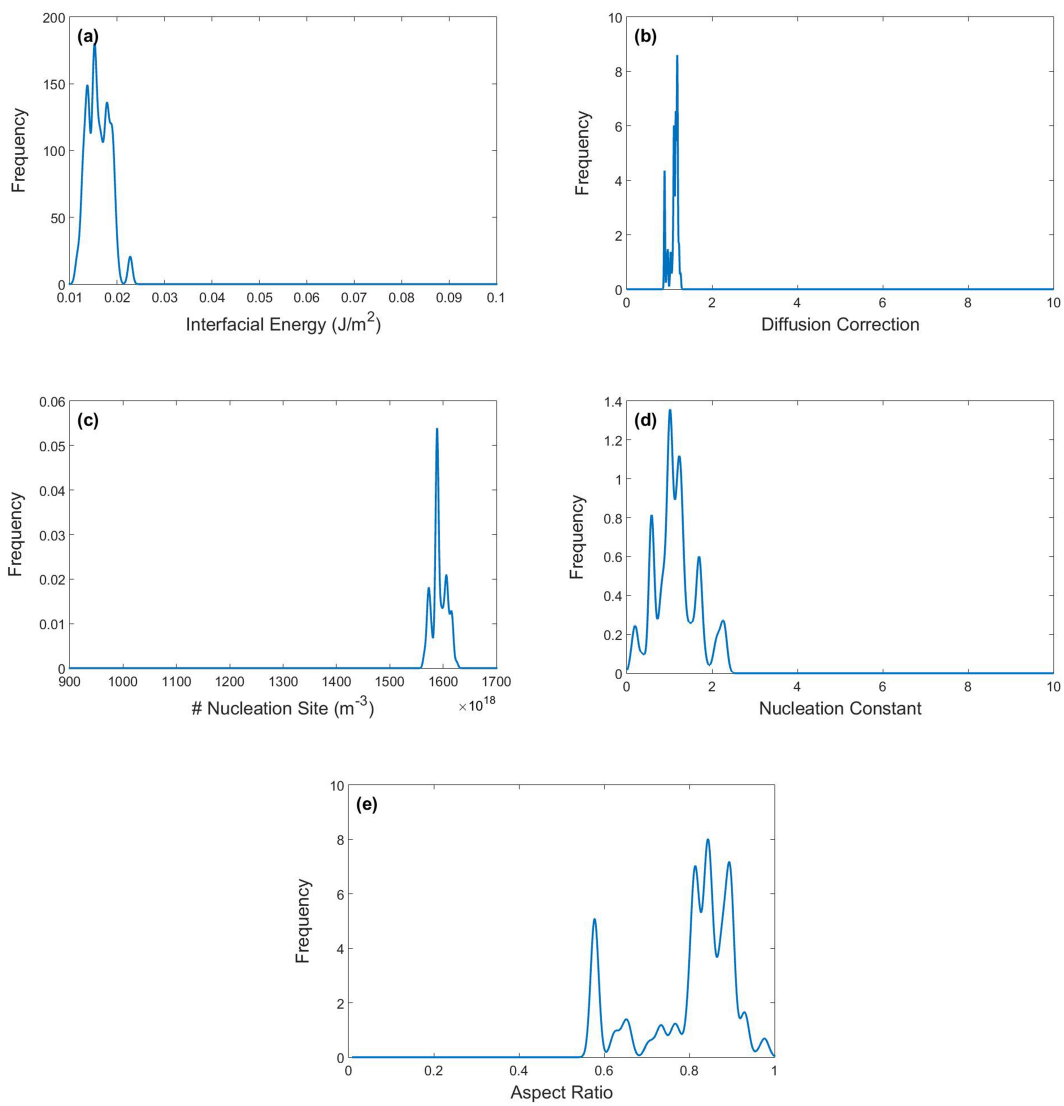 (a)
Frequency
200
150
100
50
0
0.01 0.02 0.03 0.04 0.05 0.06 0.07 0.08 0.09 0.1
Interfacial Energy (J/m²)
(b)
Frequency
10
8
6
4
2
0
0 2 4 6 8 10
Diffusion Correction
(c)
Frequency
0.06
0.05
0.04
0.03
0.02
0.01
0
900 1000 1100 1200 1300 1400 1500 1600 1700
×10¹⁸
# Nucleation Site (m⁻³)
(d)
Frequency
1.4
1.2
1
0.8
0.6
0.4
0.2
0
0 2 4 6 8 10
Nucleation Constant
(e)
Frequency
10
8
6
4
2
0
0 0.2 0.4 0.6 0.8 1
Aspect Ratio